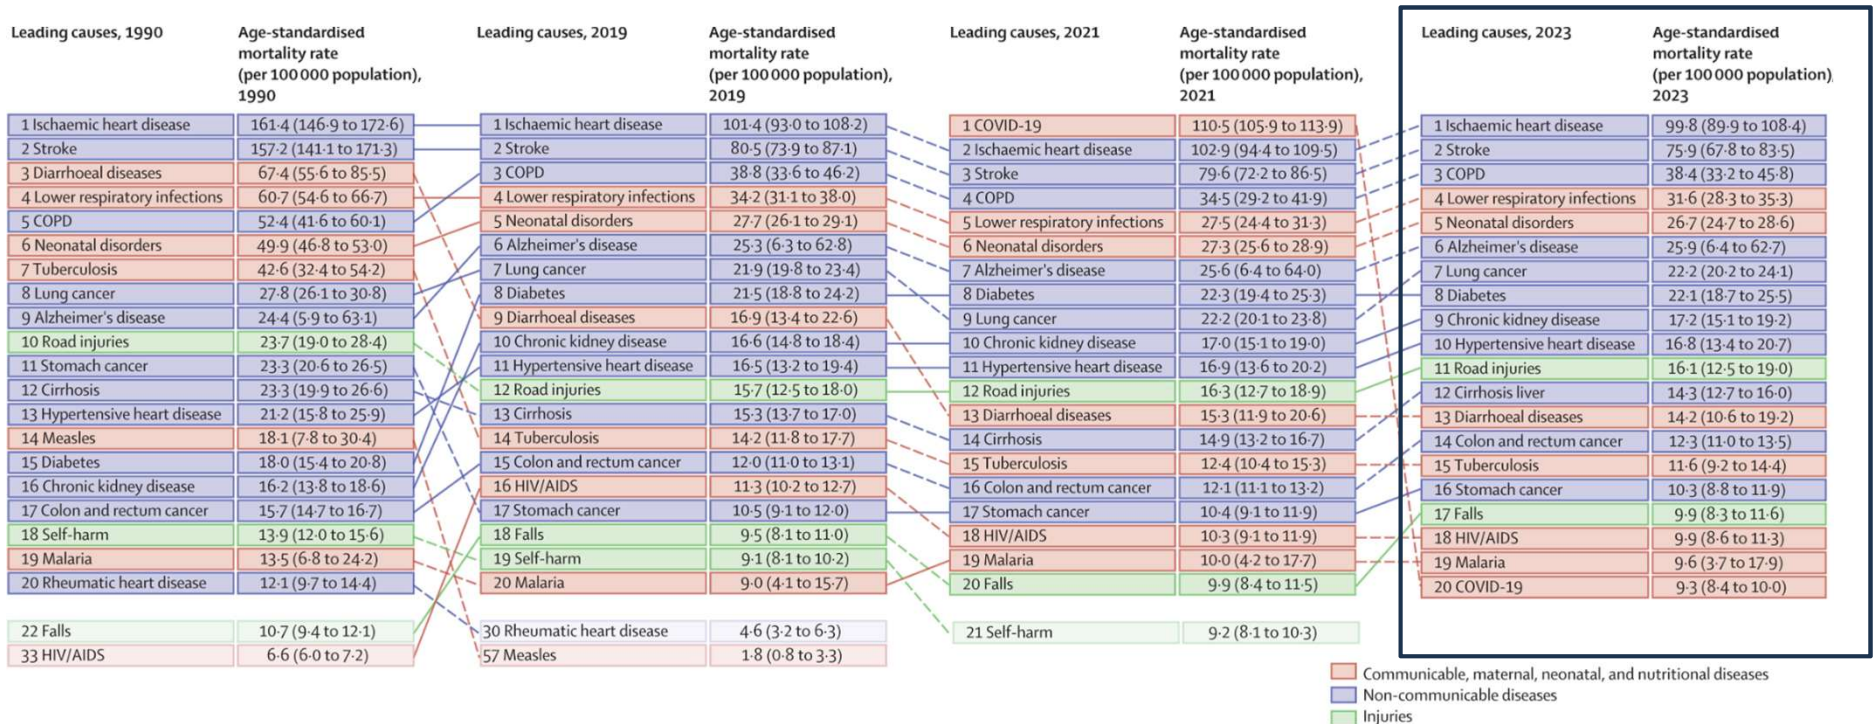 Leading causes, 1990
Age-standardised
mortality rate
(per 100 000 population),
1990
1 Ischaemic heart disease 161·4 (146·9 to 172·6)
2 Stroke 157·2 (141·1 to 171·3)
3 Diarrhoeal diseases 67·4 (55·6 to 85·5)
4 Lower respiratory infections 60·7 (54·6 to 66·7)
5 COPD 52·4 (41·6 to 60·1)
6 Neonatal disorders 49·9 (46·8 to 53·0)
7 Tuberculosis 42·6 (32·4 to 54·2)
8 Lung cancer 27·8 (26·1 to 30·8)
9 Alzheimer's disease 24·4 (5·9 to 63·1)
10 Road injuries 23·7 (19·0 to 28·4)
11 Stomach cancer 23·3 (20·6 to 26·5)
12 Cirrhosis 23·3 (19·9 to 26·6)
13 Hypertensive heart disease 21·2 (15·8 to 25·9)
14 Measles 18·1 (7·8 to 30·4)
15 Diabetes 18·0 (15·4 to 20·8)
16 Chronic kidney disease 16·2 (13·8 to 18·6)
17 Colon and rectum cancer 15·7 (14·7 to 16·7)
18 Self-harm 13·9 (12·0 to 15·6)
19 Malaria 13·5 (6·8 to 24·2)
20 Rheumatic heart disease 12·1 (9·7 to 14·4)
22 Falls 10·7 (9·4 to 12·1)
33 HIV/AIDS 6·6 (6·0 to 7·2)
Leading causes, 2019
Age-standardised
mortality rate
(per 100 000 population),
2019
1 Ischaemic heart disease 101·4 (93·0 to 108·2)
2 Stroke 80·5 (73·9 to 87·1)
3 COPD 38·8 (33·6 to 46·2)
4 Lower respiratory infections 34·2 (31·1 to 38·0)
5 Neonatal disorders 27·7 (26·1 to 29·1)
6 Alzheimer's disease 25·3 (6·3 to 62·8)
7 Lung cancer 21·9 (19·8 to 23·4)
8 Diabetes 21·5 (18·8 to 24·2)
9 Diarrhoeal diseases 16·9 (13·4 to 22·6)
10 Chronic kidney disease 16·6 (14·8 to 18·4)
11 Hypertensive heart disease 16·5 (13·2 to 19·4)
12 Road injuries 15·7 (12·5 to 18·0)
13 Cirrhosis 15·3 (13·7 to 17·0)
14 Tuberculosis 14·2 (11·8 to 17·7)
15 Colon and rectum cancer 12·0 (11·0 to 13·1)
16 HIV/AIDS 11·3 (10·2 to 12·7)
17 Stomach cancer 10·5 (9·1 to 12·0)
18 Falls 9·5 (8·1 to 11·0)
19 Self-harm 9·1 (8·1 to 10·2)
20 Malaria 9·0 (4·1 to 15·7)
30 Rheumatic heart disease 4·6 (3·2 to 6·3)
57 Measles 1·8 (0·8 to 3·3)
Leading causes, 2021
Age-standardised
mortality rate
(per 100 000 population),
2021
1 COVID-19 110·5 (105·9 to 113·9)
2 Ischaemic heart disease 102·9 (94·4 to 109·5)
3 Stroke 79·6 (72·2 to 86·5)
4 COPD 34·5 (29·2 to 41·9)
5 Lower respiratory infections 27·5 (24·4 to 31·3)
6 Neonatal disorders 27·3 (25·6 to 28·9)
7 Alzheimer's disease 25·6 (6·4 to 64·0)
8 Diabetes 22·3 (19·4 to 25·3)
9 Lung cancer 22·2 (20·1 to 23·8)
10 Chronic kidney disease 17·0 (15·1 to 19·0)
11 Hypertensive heart disease 16·9 (13·6 to 20·2)
12 Road injuries 16·3 (12·7 to 18·9)
13 Diarrhoeal diseases 15·3 (11·9 to 20·6)
14 Cirrhosis 14·9 (13·2 to 16·7)
15 Tuberculosis 12·4 (10·4 to 15·3)
16 Colon and rectum cancer 12·1 (11·1 to 13·2)
17 Stomach cancer 10·4 (9·1 to 11·9)
18 HIV/AIDS 10·3 (9·1 to 11·9)
19 Malaria 10·0 (4·2 to 17·7)
20 Falls 9·9 (8·4 to 11·5)
21 Self-harm 9·2 (8·1 to 10·3)
Leading causes, 2023
Age-standardised
mortality rate
(per 100 000 population)
2023
1 Ischaemic heart disease 99·8 (89·9 to 108·4)
2 Stroke 75·9 (67·8 to 83·5)
3 COPD 38·4 (33·2 to 45·8)
4 Lower respiratory infections 31·6 (28·3 to 35·3)
5 Neonatal disorders 26·7 (24·7 to 28·6)
6 Alzheimer's disease 25·9 (6·4 to 62·7)
7 Lung cancer 22·2 (20·2 to 24·1)
8 Diabetes 22·1 (18·7 to 25·5)
9 Chronic kidney disease 17·2 (15·1 to 19·2)
10 Hypertensive heart disease 16·8 (13·4 to 20·7)
11 Road injuries 16·1 (12·5 to 19·0)
12 Cirrhosis liver 14·3 (12·7 to 16·0)
13 Diarrhoeal diseases 14·2 (10·6 to 19·2)
14 Colon and rectum cancer 12·3 (11·0 to 13·5)
15 Tuberculosis 11·6 (9·2 to 14·4)
16 Stomach cancer 10·3 (8·8 to 11·9)
17 Falls 9·9 (8·3 to 11·6)
18 HIV/AIDS 9·9 (8·6 to 11·3)
19 Malaria 9·6 (3·7 to 17·9)
20 COVID-19 9·3 (8·4 to 10·0)
Communicable, maternal, neonatal, and nutritional diseases
Non-communicable diseases
Injuries